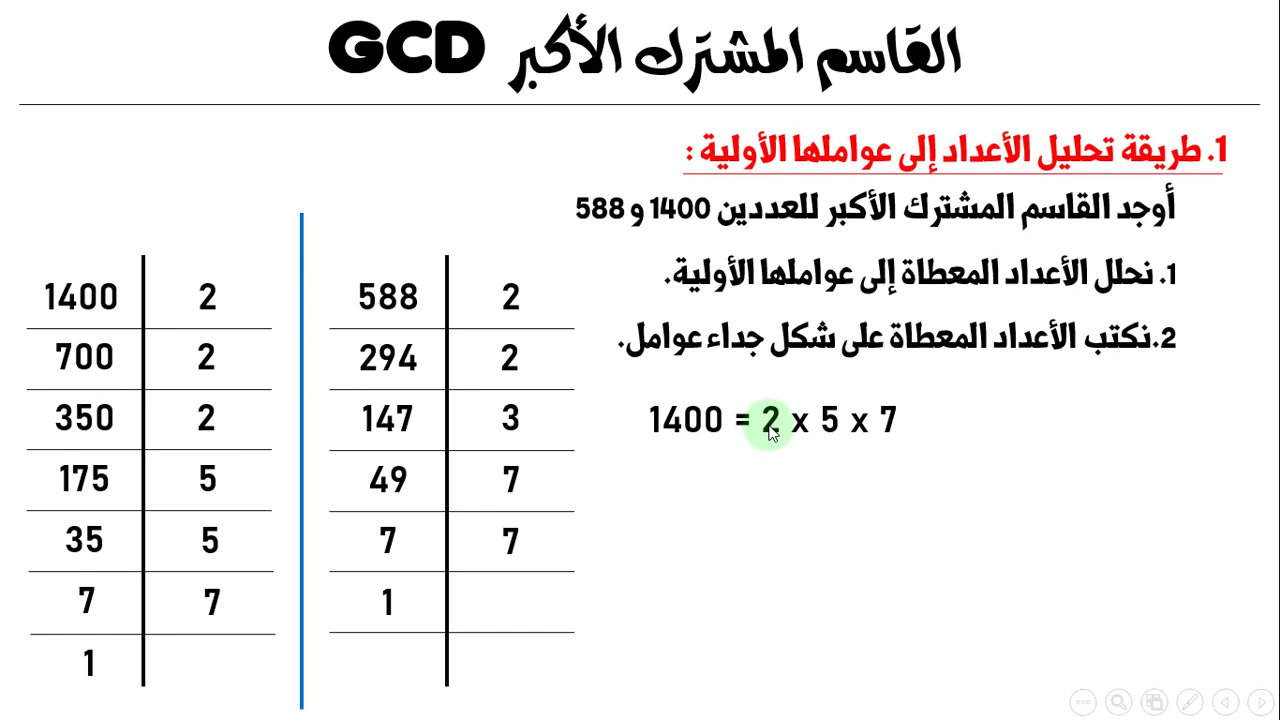 القاسم المشترك الأكبر GCD
1. طريقة تحليل الأعداد إلى عواملها الأولية :
أوجد القاسم المشترك الأكبر للعددين 1400 و 588
1. نحلل الأعداد المعطاة إلى عواملها الأولية.
2.نكتب الأعداد المعطاة على شكل جداء عوامل.
1400 = 2 x 5 x 7
1400 2
700 2
350 2
175 5
35 5
7 7
1
588 2
294 2
147 3
49 7
7 7
1